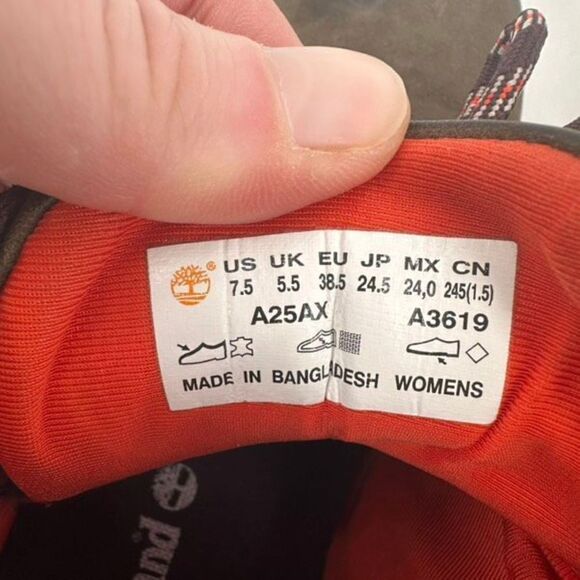 ® US UK EU JP MX CN
7.5 5.5 38.5 24.5 24,0 245(1.5)
A25AX A3619
MADE IN BANGLADESH WOMENS